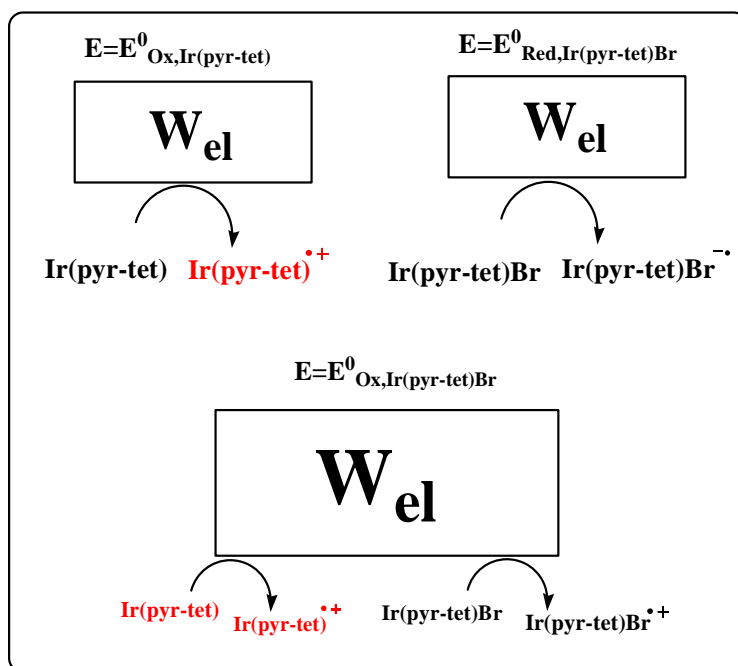 E=E⁰Ox,Ir(pyr-tet)
Wel
Ir(pyr-tet) Ir(pyr-tet)•+
E=E⁰Red,Ir(pyr-tet)Br
Wel
Ir(pyr-tet)Br Ir(pyr-tet)Br−•
E=E⁰Ox,Ir(pyr-tet)Br
Wel
Ir(pyr-tet) Ir(pyr-tet)•+
Ir(pyr-tet)Br Ir(pyr-tet)Br•+